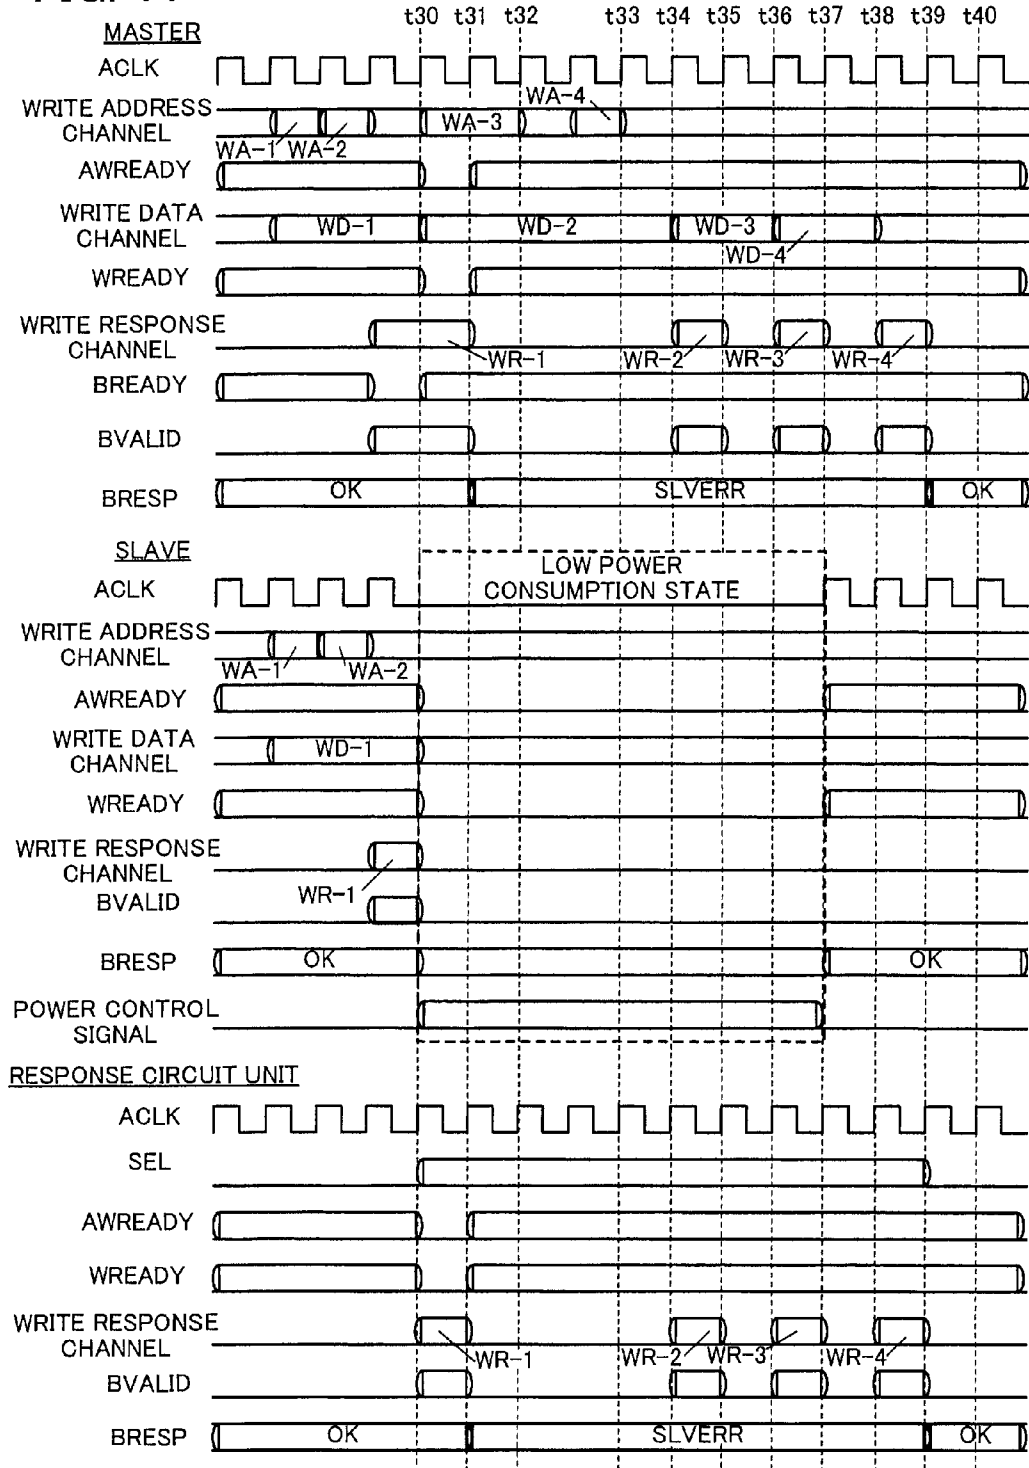 t30 t31 t32 t33 t34 t35 t36 t37 t38 t39 t40
MASTER
ACLK
WRITE ADDRESS
CHANNEL
WA-1 WA-2 WA-3 WA-4
AWREADY
WRITE DATA
CHANNEL
WD-1 WD-2 WD-3 WD-4
WREADY
WRITE RESPONSE
CHANNEL
WR-1 WR-2 WR-3 WR-4
BREADY
BVALID
BRESP OK SLVERR OK
SLAVE
LOW POWER
CONSUMPTION STATE
ACLK
WRITE ADDRESS
CHANNEL
WA-1 WA-2
AWREADY
WRITE DATA
CHANNEL
WD-1
WREADY
WRITE RESPONSE
CHANNEL
WR-1
BVALID
BRESP OK OK
POWER CONTROL
SIGNAL
RESPONSE CIRCUIT UNIT
ACLK
SEL
AWREADY
WREADY
WRITE RESPONSE
CHANNEL
WR-1 WR-2 WR-3 WR-4
BVALID
BRESP OK SLVERR OK